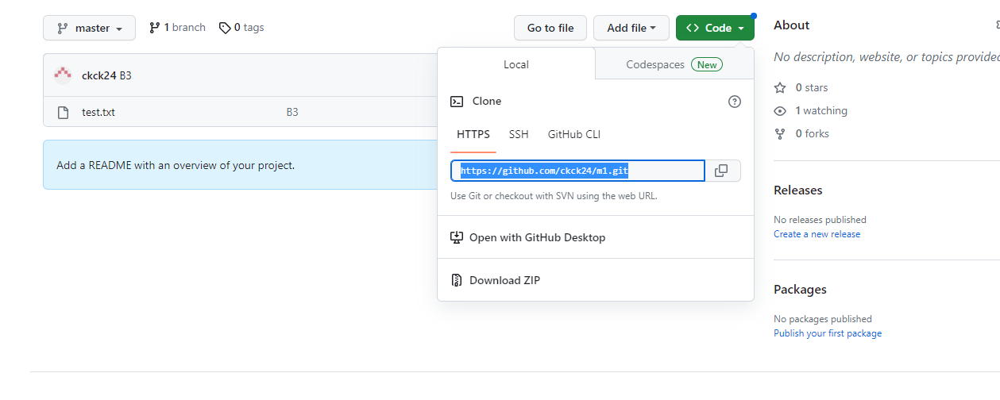 master
1 branch
0 tags
Go to file
Add file
Code
ckck24 B3
test.txt
B3
Add a README with an overview of your project.
Local
Codespaces New
Clone
HTTPS
SSH
GitHub CLI
https://github.com/ckck24/m1.git
Use Git or checkout with SVN using the web URL.
Open with GitHub Desktop
Download ZIP
About
No description, website, or topics provided
0 stars
1 watching
0 forks
Releases
No releases published
Create a new release
Packages
No packages published
Publish your first package